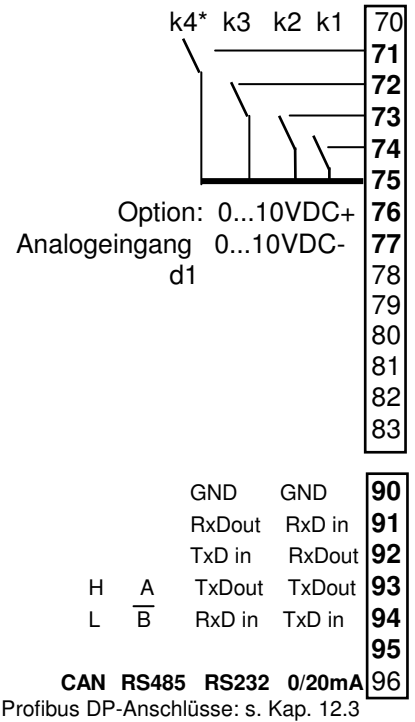 k4* k3 k2 k1 70
71
72
73
74
75
Option: 0...10VDC+ 76
Analogeingang 0...10VDC- 77
d1 78
79
80
81
82
83
GND GND 90
RxDout RxD in 91
TxD in RxDout 92
H A TxDout TxDout 93
L B̅ RxD in TxD in 94
95
CAN RS485 RS232 0/20mA 96
Profibus DP-Anschlüsse: s. Kap. 12.3